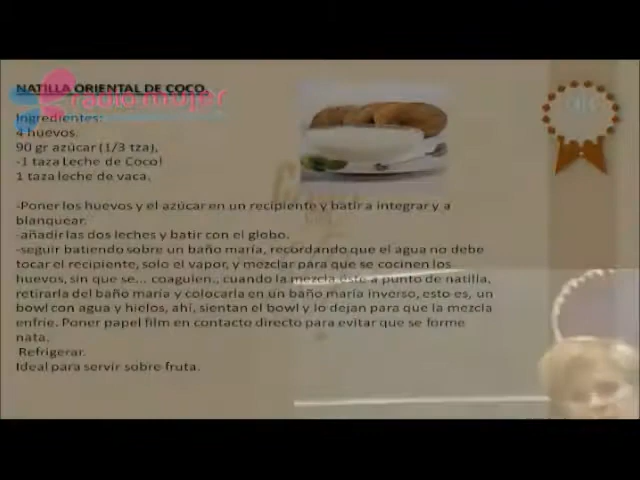 NATILLA ORIENTAL DE COCO.
radio mujer
Ingredientes:
4 huevos.
90 gr azúcar (1/3 tza),
-1 taza Leche de Coco!
1 taza leche de vaca.
-Poner los huevos y el azúcar en un recipiente y batir a integrar y a
blanquear.
-añadir las dos leches y batir con el globo.
-seguir batiendo sobre un baño maría, recordando que el agua no debe
tocar el recipiente, solo el vapor, y mezclar para que se cocinen los
huevos, sin que se... coagulen,, cuando la mezcla este a punto de natilla,
retirarla del baño maría y colocarla en un baño maría inverso, esto es, un
bowl con agua y hielos, ahí, sientan el bowl y lo dejan para que la mezcla
enfríe. Poner papel film en contacto directo para evitar que se forme
nata.
Refrigerar.
Ideal para servir sobre fruta.